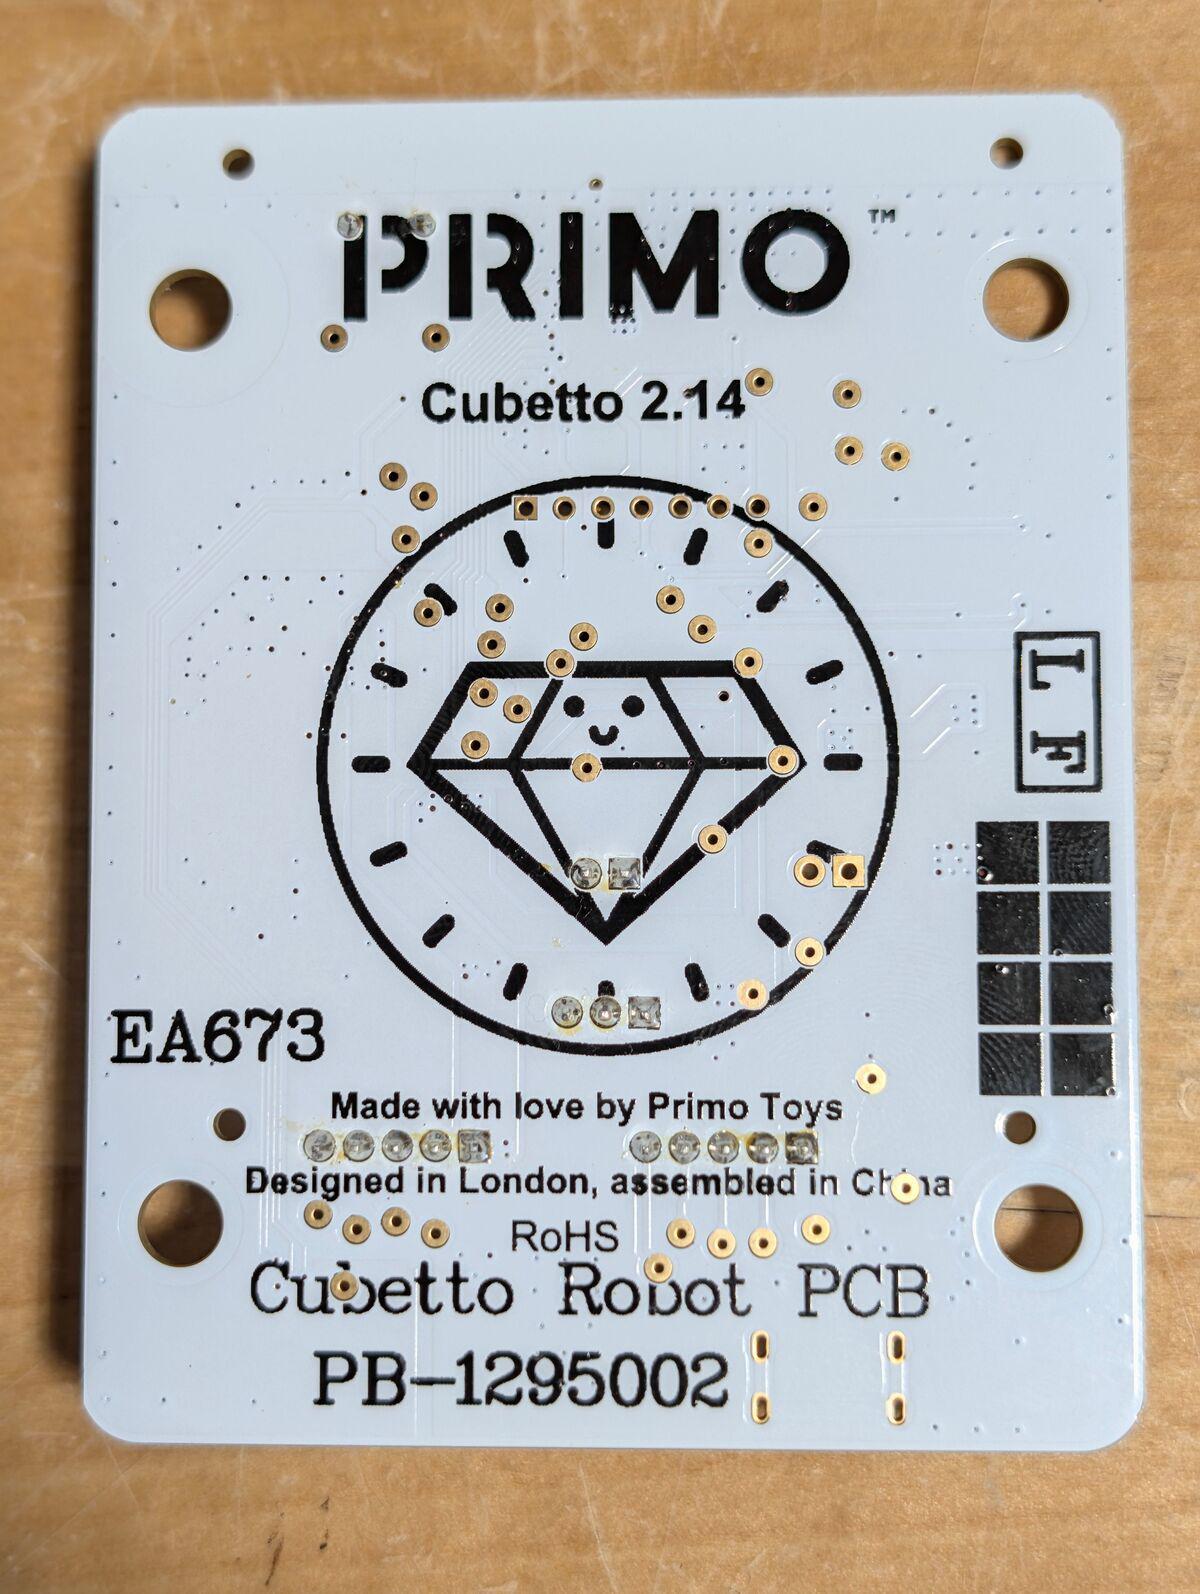 PRIMO™
Cubetto 2.14
LF
EA673
Made with love by Primo Toys
Designed in London, assembled in China
RoHS
Cubetto Robot PCB
PB-1295002